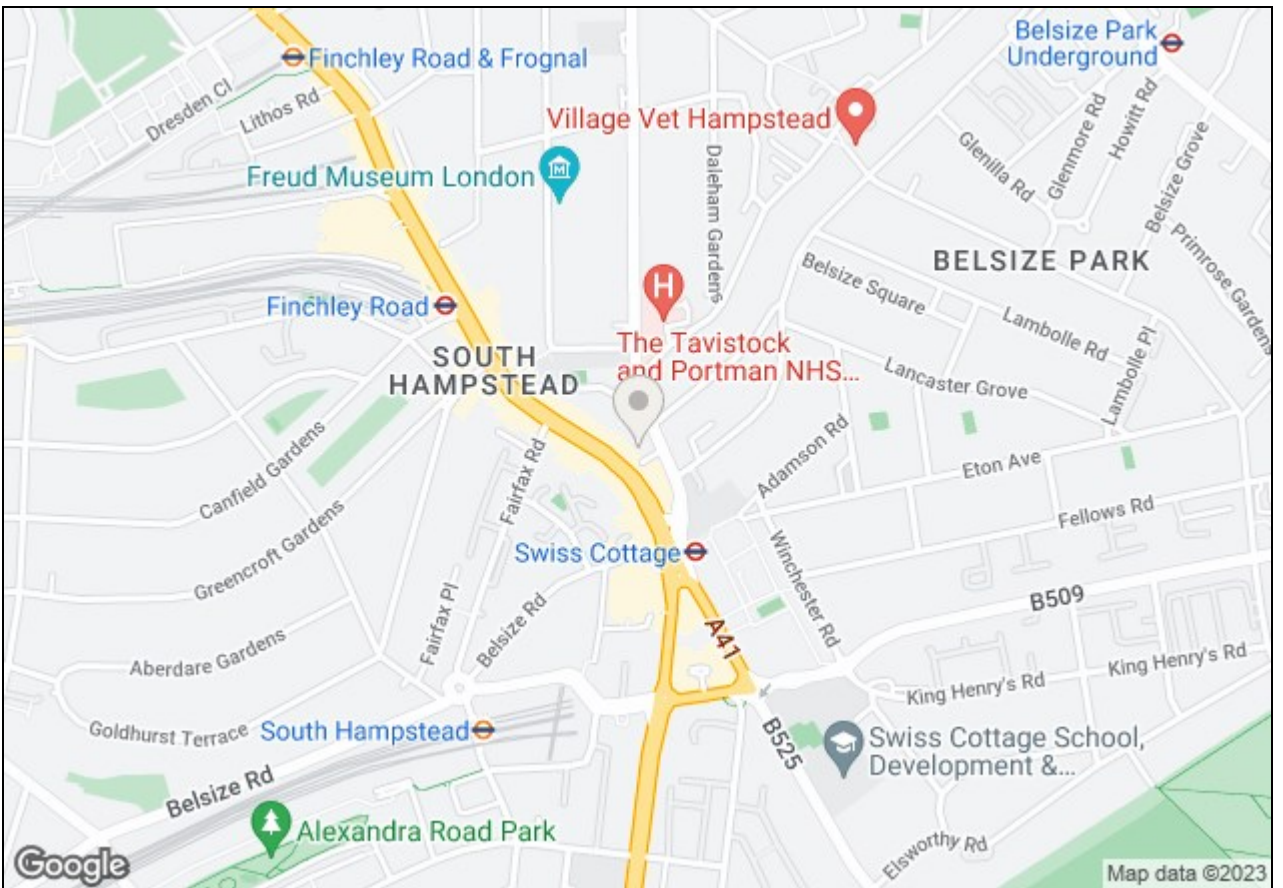 Finchley Road & Frognal
Belsize Park
Underground
Dresden Cl
Lithos Rd
Village Vet Hampstead
Freud Museum London
Daleham Gardens
Glenilla Rd
Glenmore Rd
Howitt Rd
Belsize Grove
Primrose Gardens
BELSIZE PARK
Belsize Square
Finchley Road
H
The Tavistock
and Portman NHS...
SOUTH
HAMPSTEAD
Lambolle Rd
Lambolle Pl
Lancaster Grove
Adamson Rd
Eton Ave
Fellows Rd
Canfield Gardens
Fairfax Rd
Greencroft Gardens
Swiss Cottage
Winchester Rd
B509
Fairfax Pl
Belsize Rd
A41
Aberdare Gardens
King Henry's Rd
King Henry's Rd
Goldhurst Terrace
South Hampstead
B525
Swiss Cottage School,
Development &...
Belsize Rd
Alexandra Road Park
Elsworthy Rd
Google
Map data ©2023